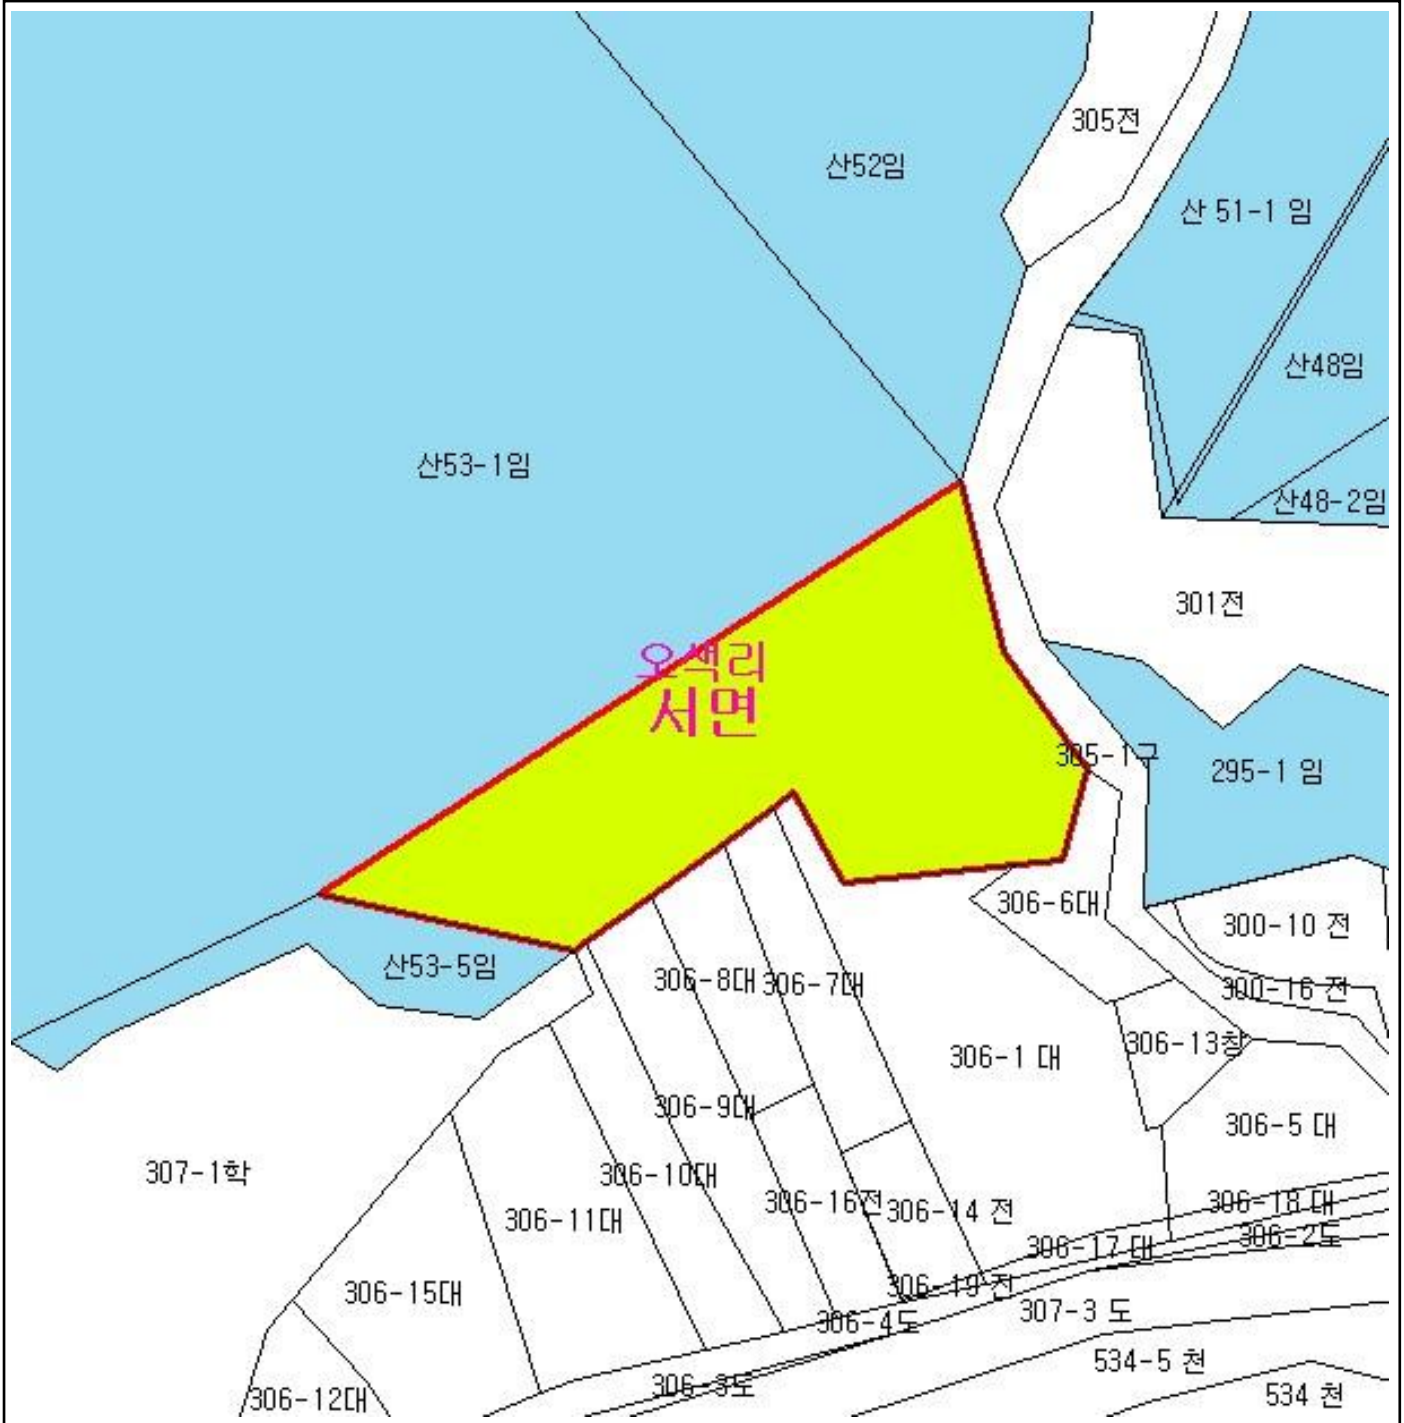 305전
산52임
산 51-1 임
산48임
산53-1임
산48-2임
301전
오색리
서면
305-1구
295-1 임
306-6대
300-10 전
산53-5임
306-8대
306-7대
300-16 전
306-1 대
306-13창
306-9대
306-5 대
307-1학
306-10대
306-16전
306-14 전
306-18 대
306-11대
306-17 대
306-2도
306-15대
306-19 전
306-4도
307-3 도
534-5 천
306-3도
306-12대
534 천